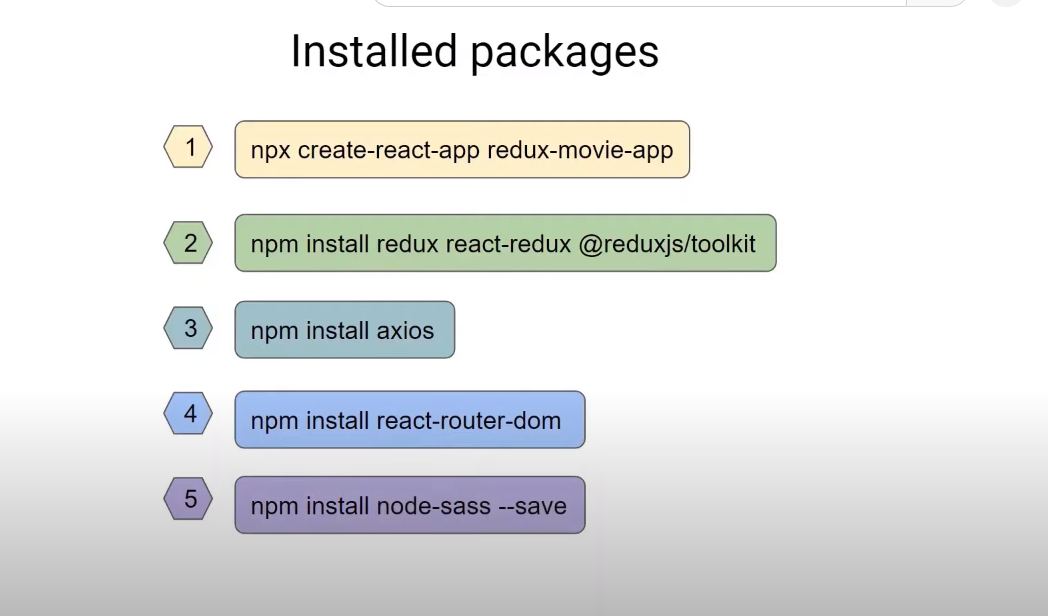 Installed packages
1 npx create-react-app redux-movie-app
2 npm install redux react-redux @reduxjs/toolkit
3 npm install axios
4 npm install react-router-dom
5 npm install node-sass --save